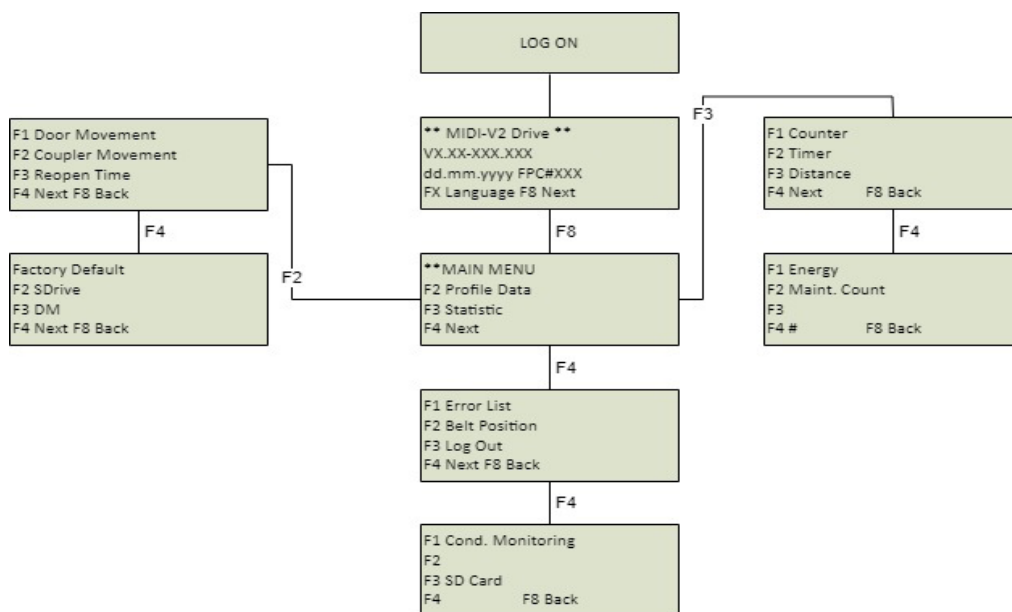 LOG ON
** MIDI-V2 Drive **
VX.XX-XXX.XXX
dd.mm.yyyy FPC#XXX
FX Language F8 Next
F1 Door Movement
F2 Coupler Movement
F3 Reopen Time
F4 Next F8 Back
F3
F1 Counter
F2 Timer
F3 Distance
F4 Next F8 Back
F4
F8
F4
Factory Default
F2 SDrive
F3 DM
F4 Next F8 Back
F2
**MAIN MENU
F2 Profile Data
F3 Statistic
F4 Next
F1 Energy
F2 Maint. Count
F3
F4 # F8 Back
F4
F1 Error List
F2 Belt Position
F3 Log Out
F4 Next F8 Back
F4
F1 Cond. Monitoring
F2
F3 SD Card
F4 F8 Back